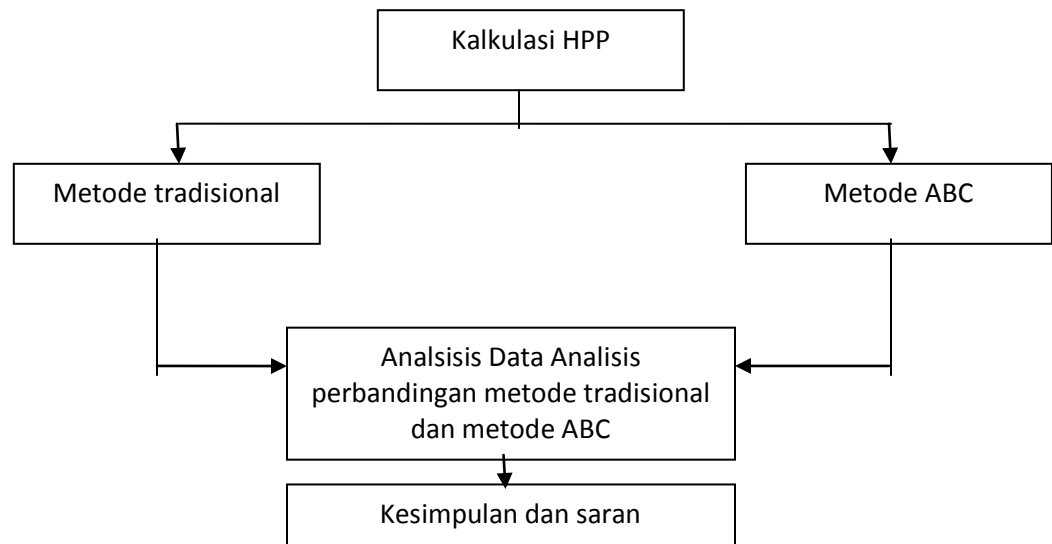 Kalkulasi HPP
Metode tradisional
Metode ABC
Analsisis Data Analisis
perbandingan metode tradisional
dan metode ABC
Kesimpulan dan saran